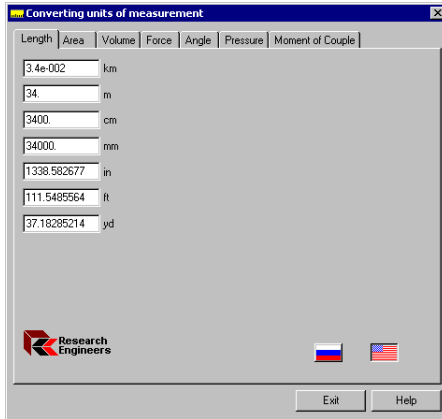 Converting units of measurement
Length Area Volume Force Angle Pressure Moment of Couple
3.4e-002 km
34. m
3400. cm
34000. mm
1338.582677 in
111.5485564 ft
37.18285214 yd
Research
Engineers
Exit Help